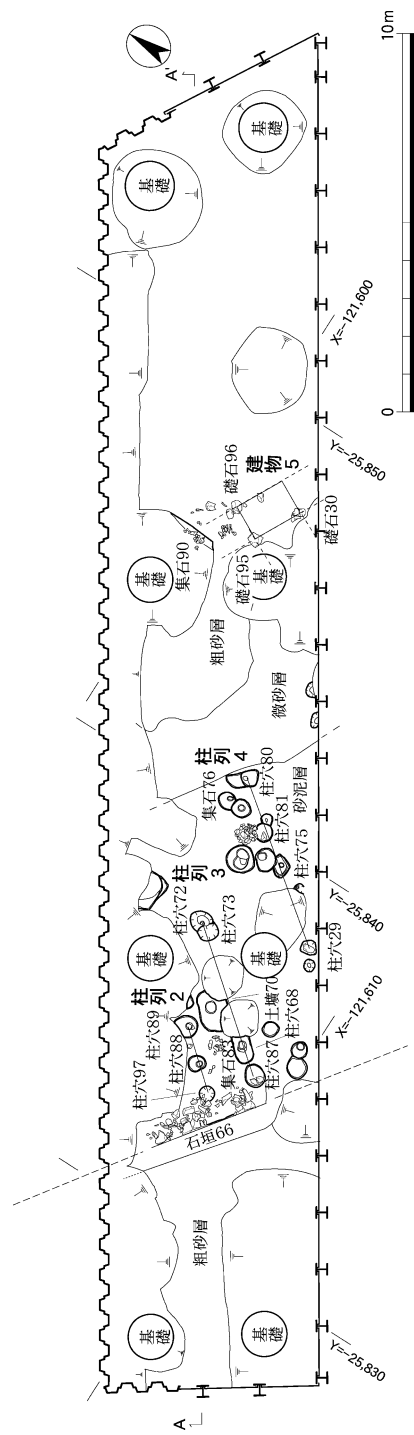 10m
0
A'
基礎
基礎
X=-121,600
Y=-25,850
建物5
礎石96
礎石30
礎石95
基礎
集石90
基礎
粗砂層
微砂層
柱列4
柱穴80
集石76
砂泥層
柱穴81
柱穴75
柱列3
Y=-25,840
柱穴72
柱穴73
柱穴29
基礎
基礎
X=-121,610
柱列2
土壙70
柱穴68
柱穴89
柱穴88
集石83
柱穴87
柱穴97
石垣66
粗砂層
基礎
基礎
Y=-25,830
A